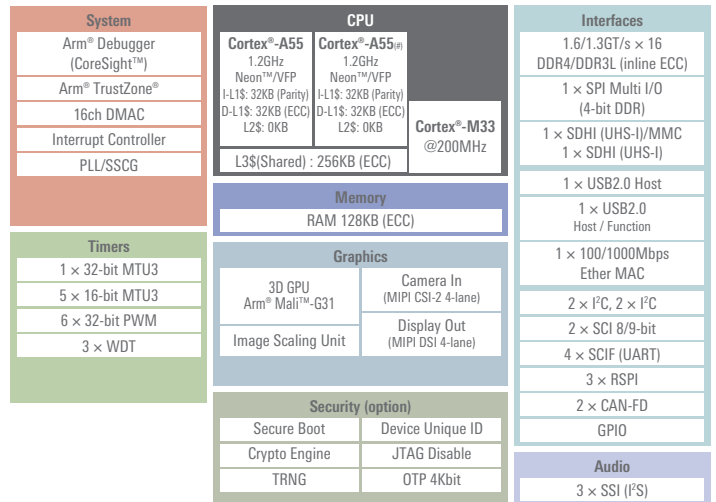 System
Arm® Debugger
(CoreSight™)
Arm® TrustZone®
16ch DMAC
Interrupt Controller
PLL/SSCG
Timers
1 × 32-bit MTU3
5 × 16-bit MTU3
6 × 32-bit PWM
3 × WDT
CPU
Cortex®-A55
1.2GHz
Neon™/VFP
I-L1$: 32KB (Parity)
D-L1$: 32KB (ECC)
L2$: 0KB
Cortex®-A55(#)
1.2GHz
Neon™/VFP
I-L1$: 32KB (Parity)
D-L1$: 32KB (ECC)
L2$: 0KB
Cortex®-M33
@200MHz
L3$(Shared) : 256KB (ECC)
Memory
RAM 128KB (ECC)
Graphics
3D GPU
Arm® Mali™-G31
Camera In
(MIPI CSI-2 4-lane)
Image Scaling Unit
Display Out
(MIPI DSI 4-lane)
Security (option)
Secure Boot
Device Unique ID
Crypto Engine
JTAG Disable
TRNG
OTP 4Kbit
Interfaces
1.6/1.3GT/s × 16
DDR4/DDR3L (inline ECC)
1 × SPI Multi I/O
(4-bit DDR)
1 × SDHI (UHS-I)/MMC
1 × SDHI (UHS-I)
1 × USB2.0 Host
1 × USB2.0
Host / Function
1 × 100/1000Mbps
Ether MAC
2 × I²C, 2 × I²C
2 × SCI 8/9-bit
4 × SCIF (UART)
3 × RSPI
2 × CAN-FD
GPIO
Audio
3 × SSI (I²S)